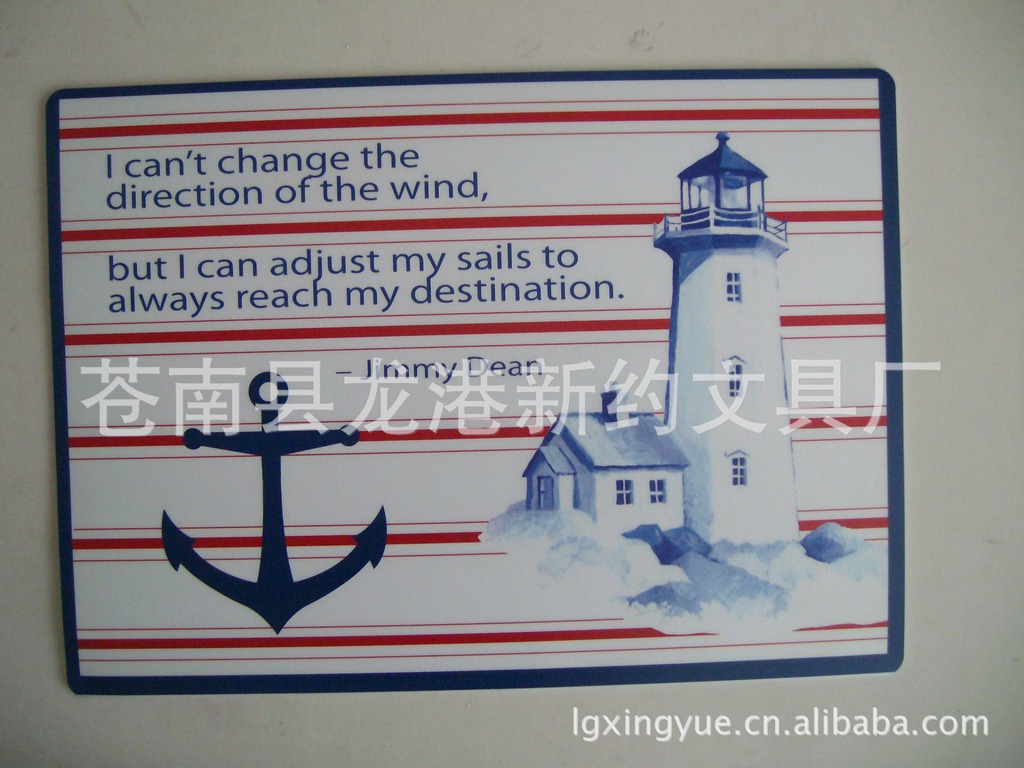 I can't change the
direction of the wind,
but I can adjust my sails to
always reach my destination.
– Jimmy Dean
苍南县龙港新约文具厂
lgxingyue.cn.alibaba.com